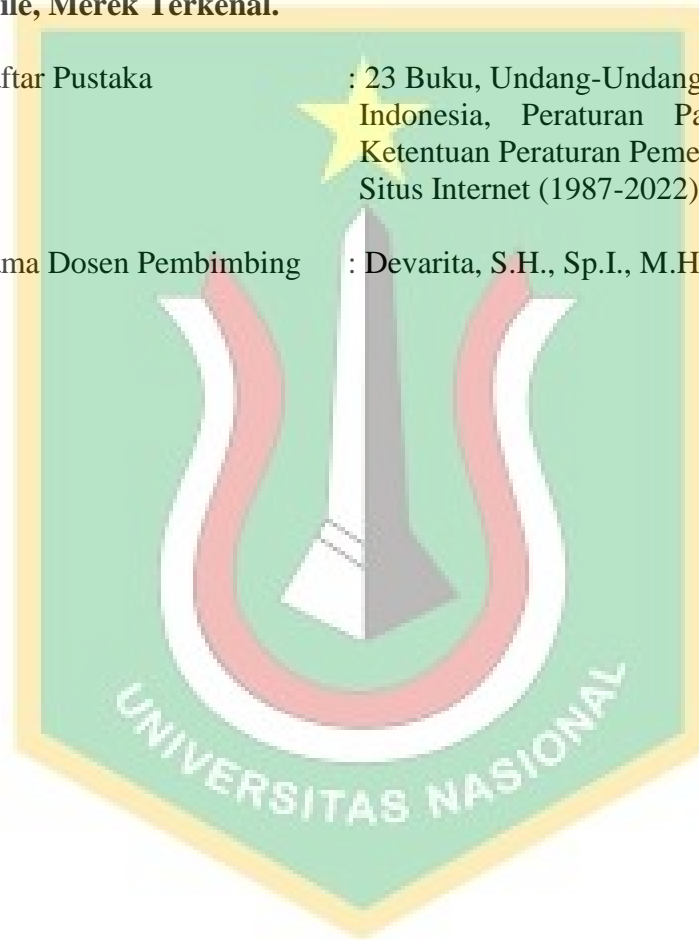 ile, Merek Terkenal.
ftar Pustaka : 23 Buku, Undang-Undang
Indonesia, Peraturan Pa
Ketentuan Peraturan Peme
Situs Internet (1987-2022)
ma Dosen Pembimbing : Devarita, S.H., Sp.I., M.H
UNIVERSITAS NASIONAL